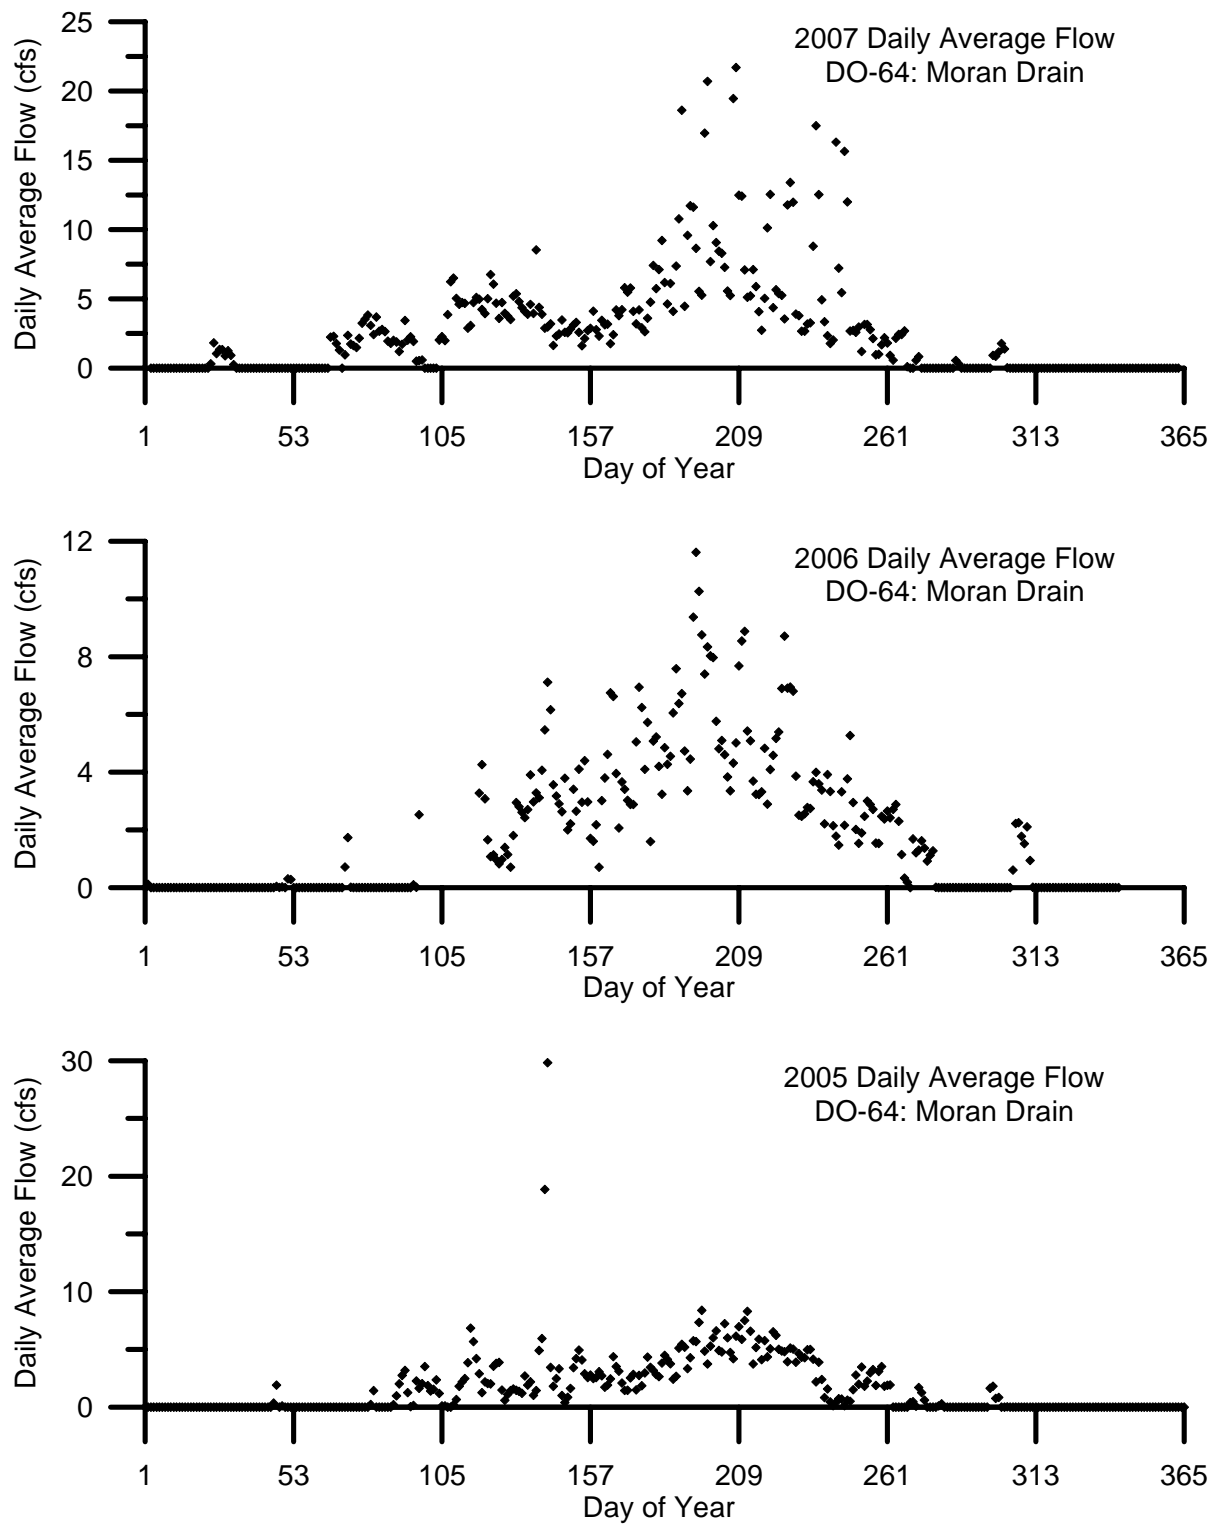 2007 Daily Average Flow
DO-64: Moran Drain
Daily Average Flow (cfs)
25
20
15
10
5
0
1 53 105 157 209 261 313 365
Day of Year
2006 Daily Average Flow
DO-64: Moran Drain
Daily Average Flow (cfs)
12
8
4
0
1 53 105 157 209 261 313 365
Day of Year
2005 Daily Average Flow
DO-64: Moran Drain
Daily Average Flow (cfs)
30
20
10
0
1 53 105 157 209 261 313 365
Day of Year